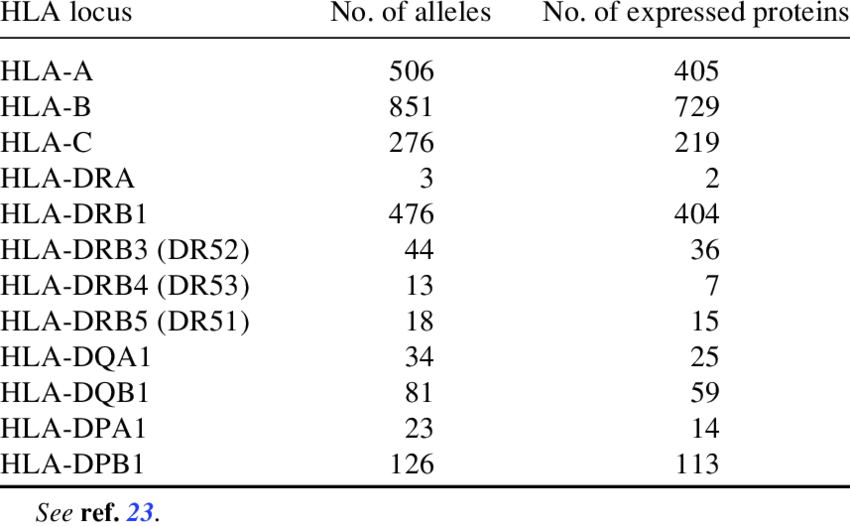 HLA locus No. of alleles No. of expressed proteins
HLA-A 506 405
HLA-B 851 729
HLA-C 276 219
HLA-DRA 3 2
HLA-DRB1 476 404
HLA-DRB3 (DR52) 44 36
HLA-DRB4 (DR53) 13 7
HLA-DRB5 (DR51) 18 15
HLA-DQA1 34 25
HLA-DQB1 81 59
HLA-DPA1 23 14
HLA-DPB1 126 113
See ref. 23.